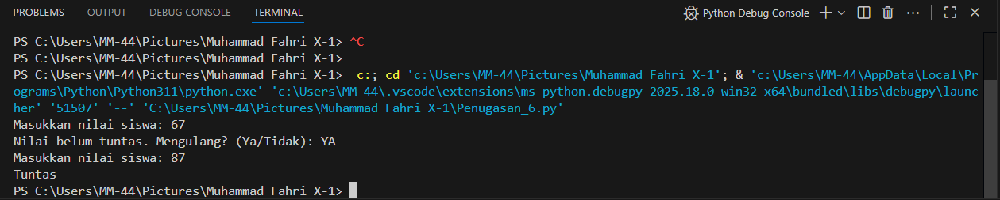 PROBLEMS OUTPUT DEBUG CONSOLE TERMINAL Python Debug Console
PS C:\Users\MM-44\Pictures\Muhammad Fahri X-1> ^C
PS C:\Users\MM-44\Pictures\Muhammad Fahri X-1>
PS C:\Users\MM-44\Pictures\Muhammad Fahri X-1>  c:; cd 'c:\Users\MM-44\Pictures\Muhammad Fahri X-1'; & 'c:\Users\MM-44\AppData\Local\Pr
ograms\Python\Python311\python.exe' 'c:\Users\MM-44\.vscode\extensions\ms-python.debugpy-2025.18.0-win32-x64\bundled\libs\debugpy\launc
her' '51507' '--' 'C:\Users\MM-44\Pictures\Muhammad Fahri X-1\Penugasan_6.py'
Masukkan nilai siswa: 67
Nilai belum tuntas. Mengulang? (Ya/Tidak): YA
Masukkan nilai siswa: 87
Tuntas
PS C:\Users\MM-44\Pictures\Muhammad Fahri X-1>